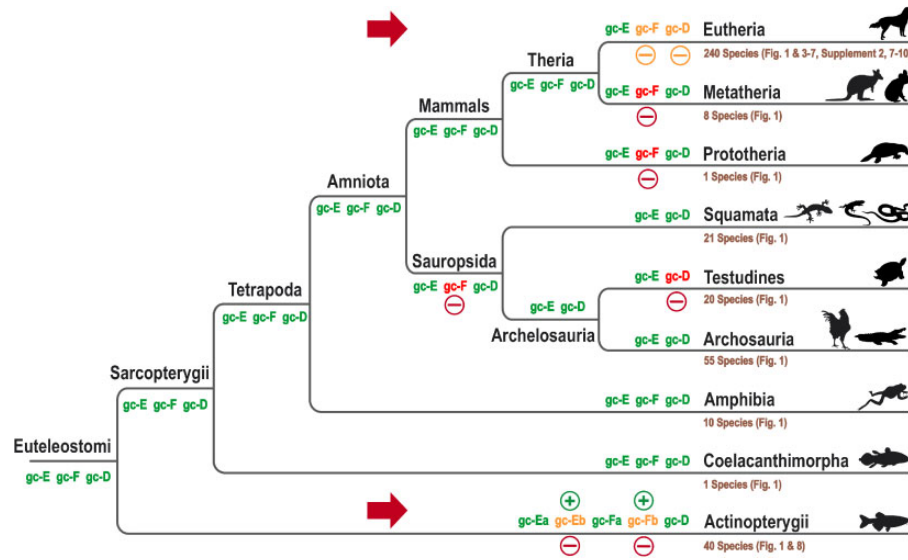 gc-E gc-F gc-D Eutheria
240 Species (Fig. 1 & 3-7, Supplement 2, 7-10
Theria
gc-E gc-F gc-D
gc-E gc-F gc-D Metatheria
8 Species (Fig. 1)
Mammals
gc-E gc-F gc-D
gc-E gc-F gc-D Prototheria
1 Species (Fig. 1)
Amniota
gc-E gc-F gc-D
gc-E gc-D Squamata
21 Species (Fig. 1)
Sauropsida
gc-E gc-F gc-D
gc-E gc-D Testudines
20 Species (Fig. 1)
Tetrapoda
gc-E gc-F gc-D
gc-E gc-D
Archelosauria
gc-E gc-D Archosauria
55 Species (Fig. 1)
Sarcopterygii
gc-E gc-F gc-D
gc-E gc-F gc-D Amphibia
10 Species (Fig. 1)
Euteleostomi
gc-E gc-F gc-D
gc-E gc-F gc-D Coelacanthimorpha
1 Species (Fig. 1)
gc-Ea gc-Eb gc-Fa gc-Fb gc-D Actinopterygii
40 Species (Fig. 1 & 8)